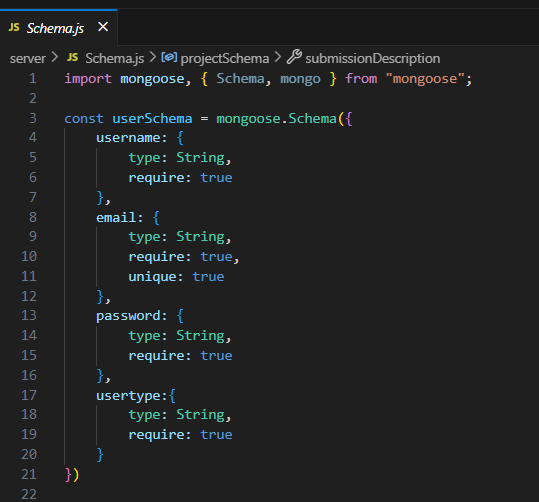 JS Schema.js ×
server > JS Schema.js > projectSchema > submissionDescription
1 import mongoose, { Schema, mongo } from "mongoose";
2
3 const userSchema = mongoose.Schema({
4     username: {
5         type: String,
6         require: true
7     },
8     email: {
9         type: String,
10         require: true,
11         unique: true
12     },
13     password: {
14         type: String,
15         require: true
16     },
17     usertype:{
18         type: String,
19         require: true
20     }
21 })
22